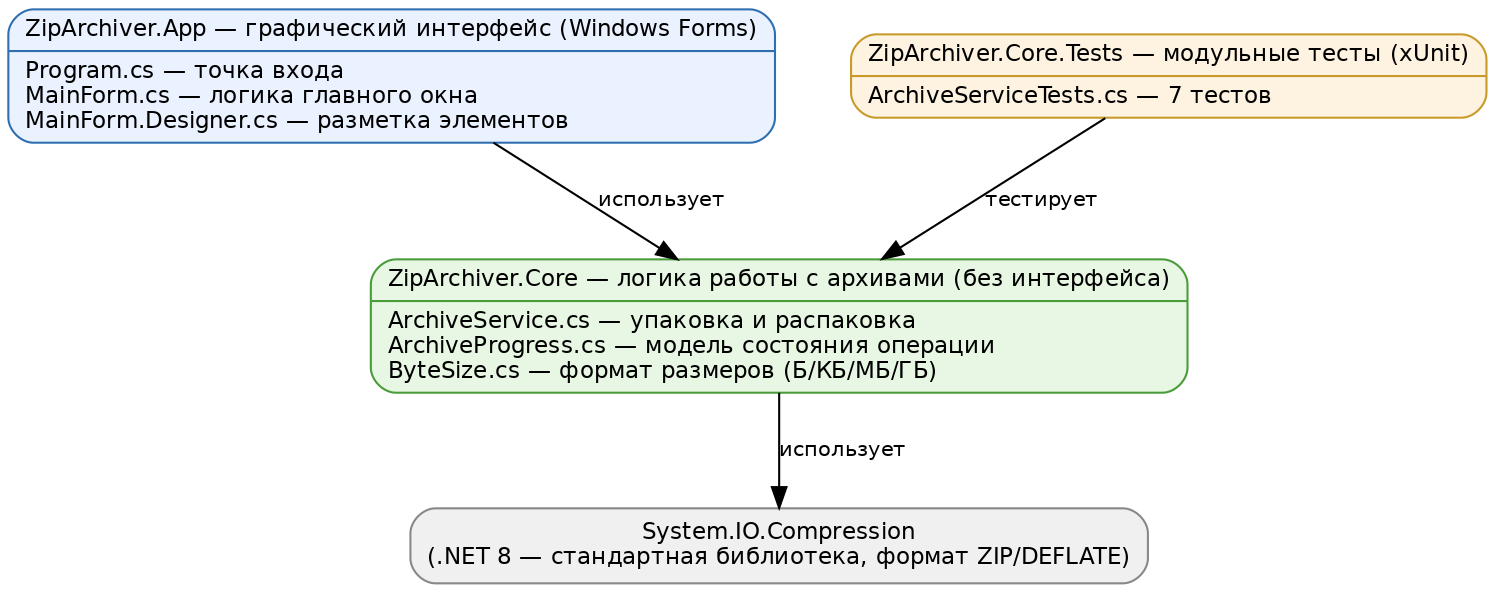 ZipArchiver.App — графический интерфейс (Windows Forms)
Program.cs — точка входа
MainForm.cs — логика главного окна
MainForm.Designer.cs — разметка элементов
ZipArchiver.Core.Tests — модульные тесты (xUnit)
ArchiveServiceTests.cs — 7 тестов
использует
тестирует
ZipArchiver.Core — логика работы с архивами (без интерфейса)
ArchiveService.cs — упаковка и распаковка
ArchiveProgress.cs — модель состояния операции
ByteSize.cs — формат размеров (Б/КБ/МБ/ГБ)
использует
System.IO.Compression
(.NET 8 — стандартная библиотека, формат ZIP/DEFLATE)